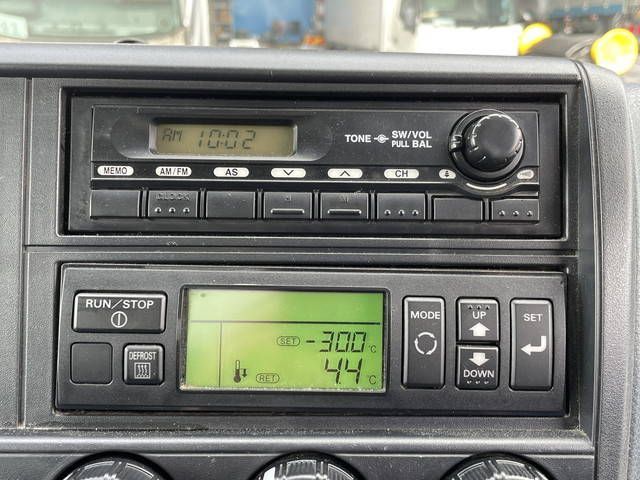 AM 10:02
TONE SW/VOL
PULL BAL
MEMO AM/FM AS CH
CLOCK H M
RUN/STOP
DEFROST
SET -30.0 °C
RET 4.4 °C
MODE
UP
DOWN
SET